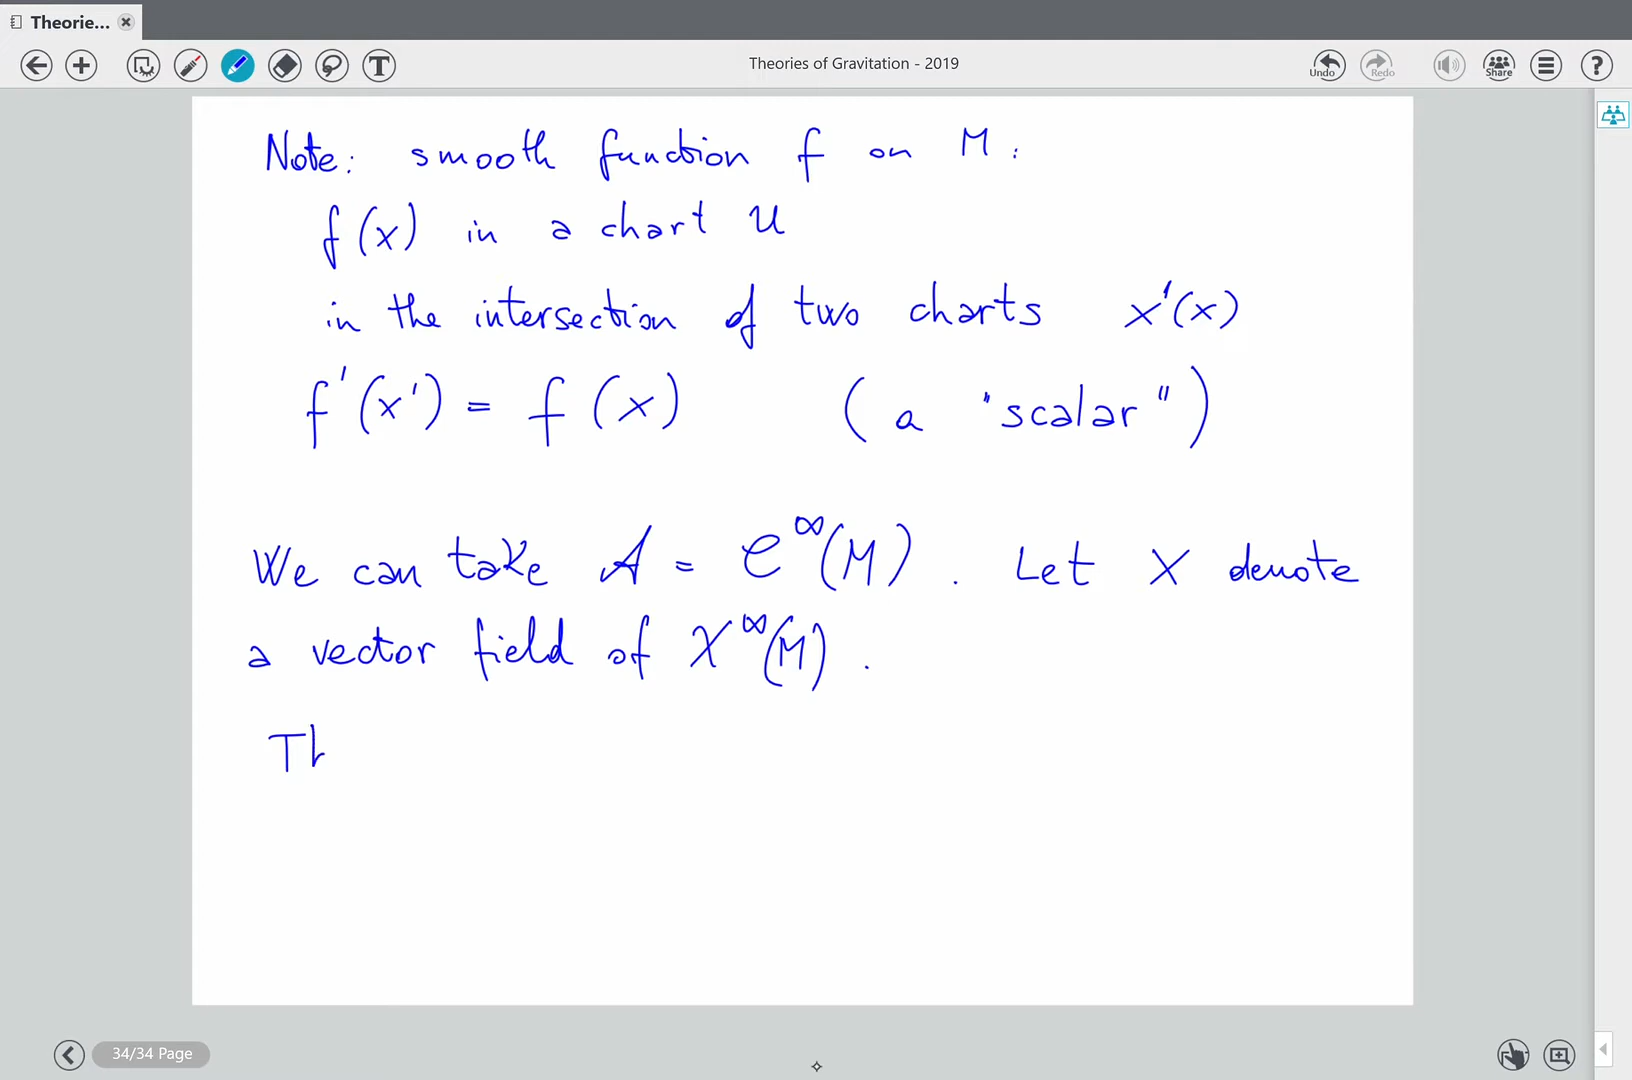 Theorie...
Theories of Gravitation - 2019
Undo
Redo
Share
Note: smooth function f on M:
f(x) in a chart U
in the intersection of two charts x'(x)
f'(x') = f(x) (a "scalar")
We can take A = C^∞(M). Let X denote
a vector field of X^∞(M).
Th
34/34 Page